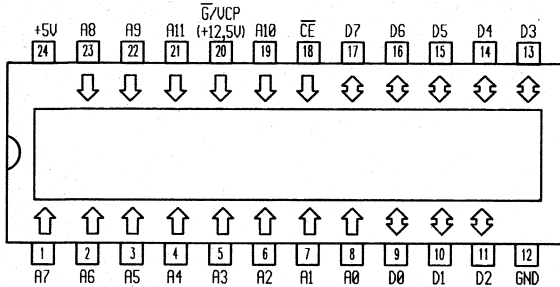 G/VCP
+5V A8 A9 A11 (+12,5V) A10 CE D7 D6 D5 D4 D3
24 23 22 21 20 19 18 17 16 15 14 13
1 2 3 4 5 6 7 8 9 10 11 12
A7 A6 A5 A4 A3 A2 A1 A0 D0 D1 D2 GND